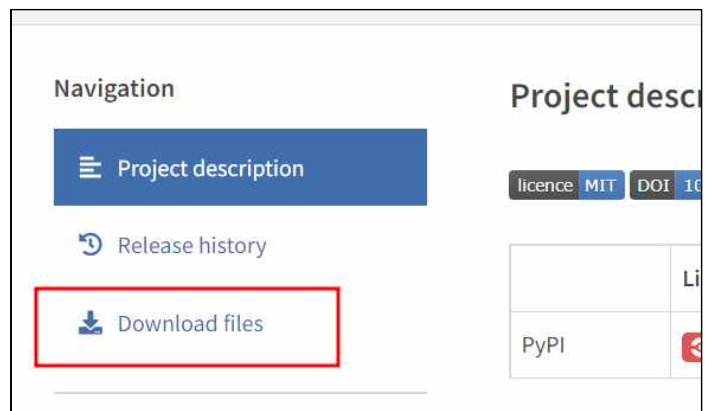 Navigation
Project description
Release history
Download files
Project descr
licence MIT DOI 10
Li
PyPI